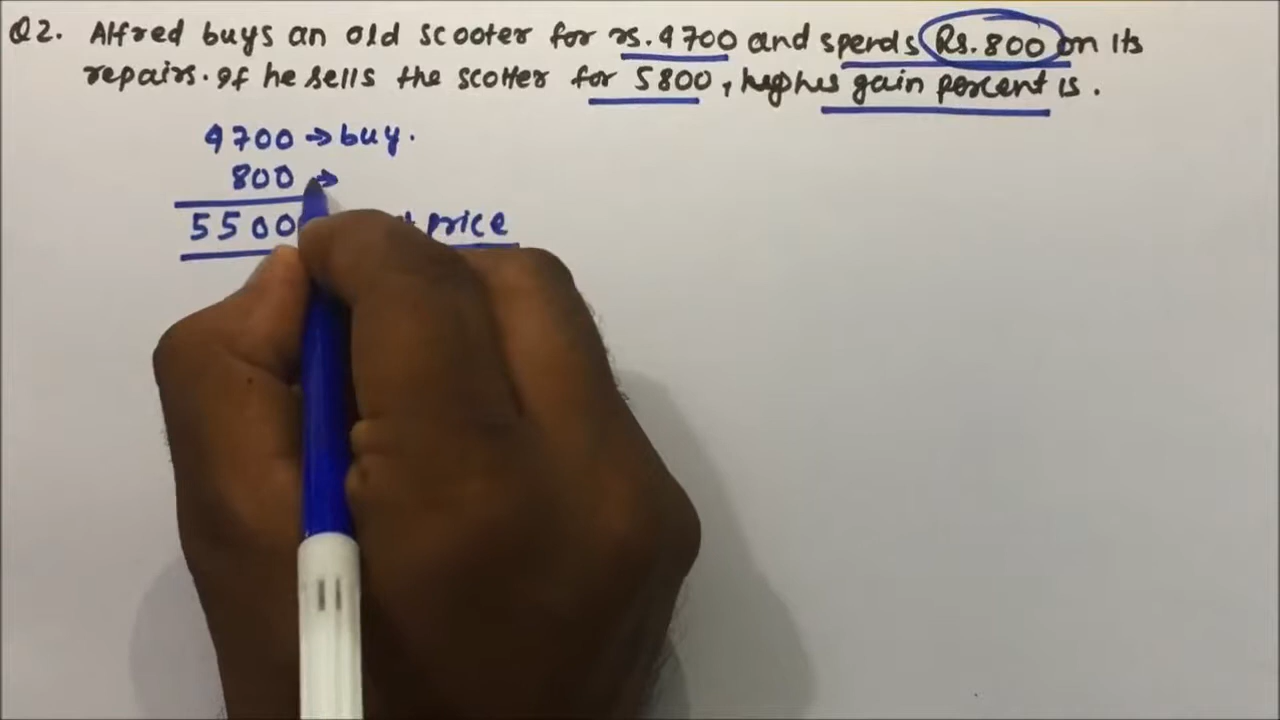 Q2. Alfred buys an old scooter for rs.4700 and spends Rs.800 on its
repairs. If he sells the scotter for 5800, his gain percent is.
4700 → buy.
800 →
5500 price